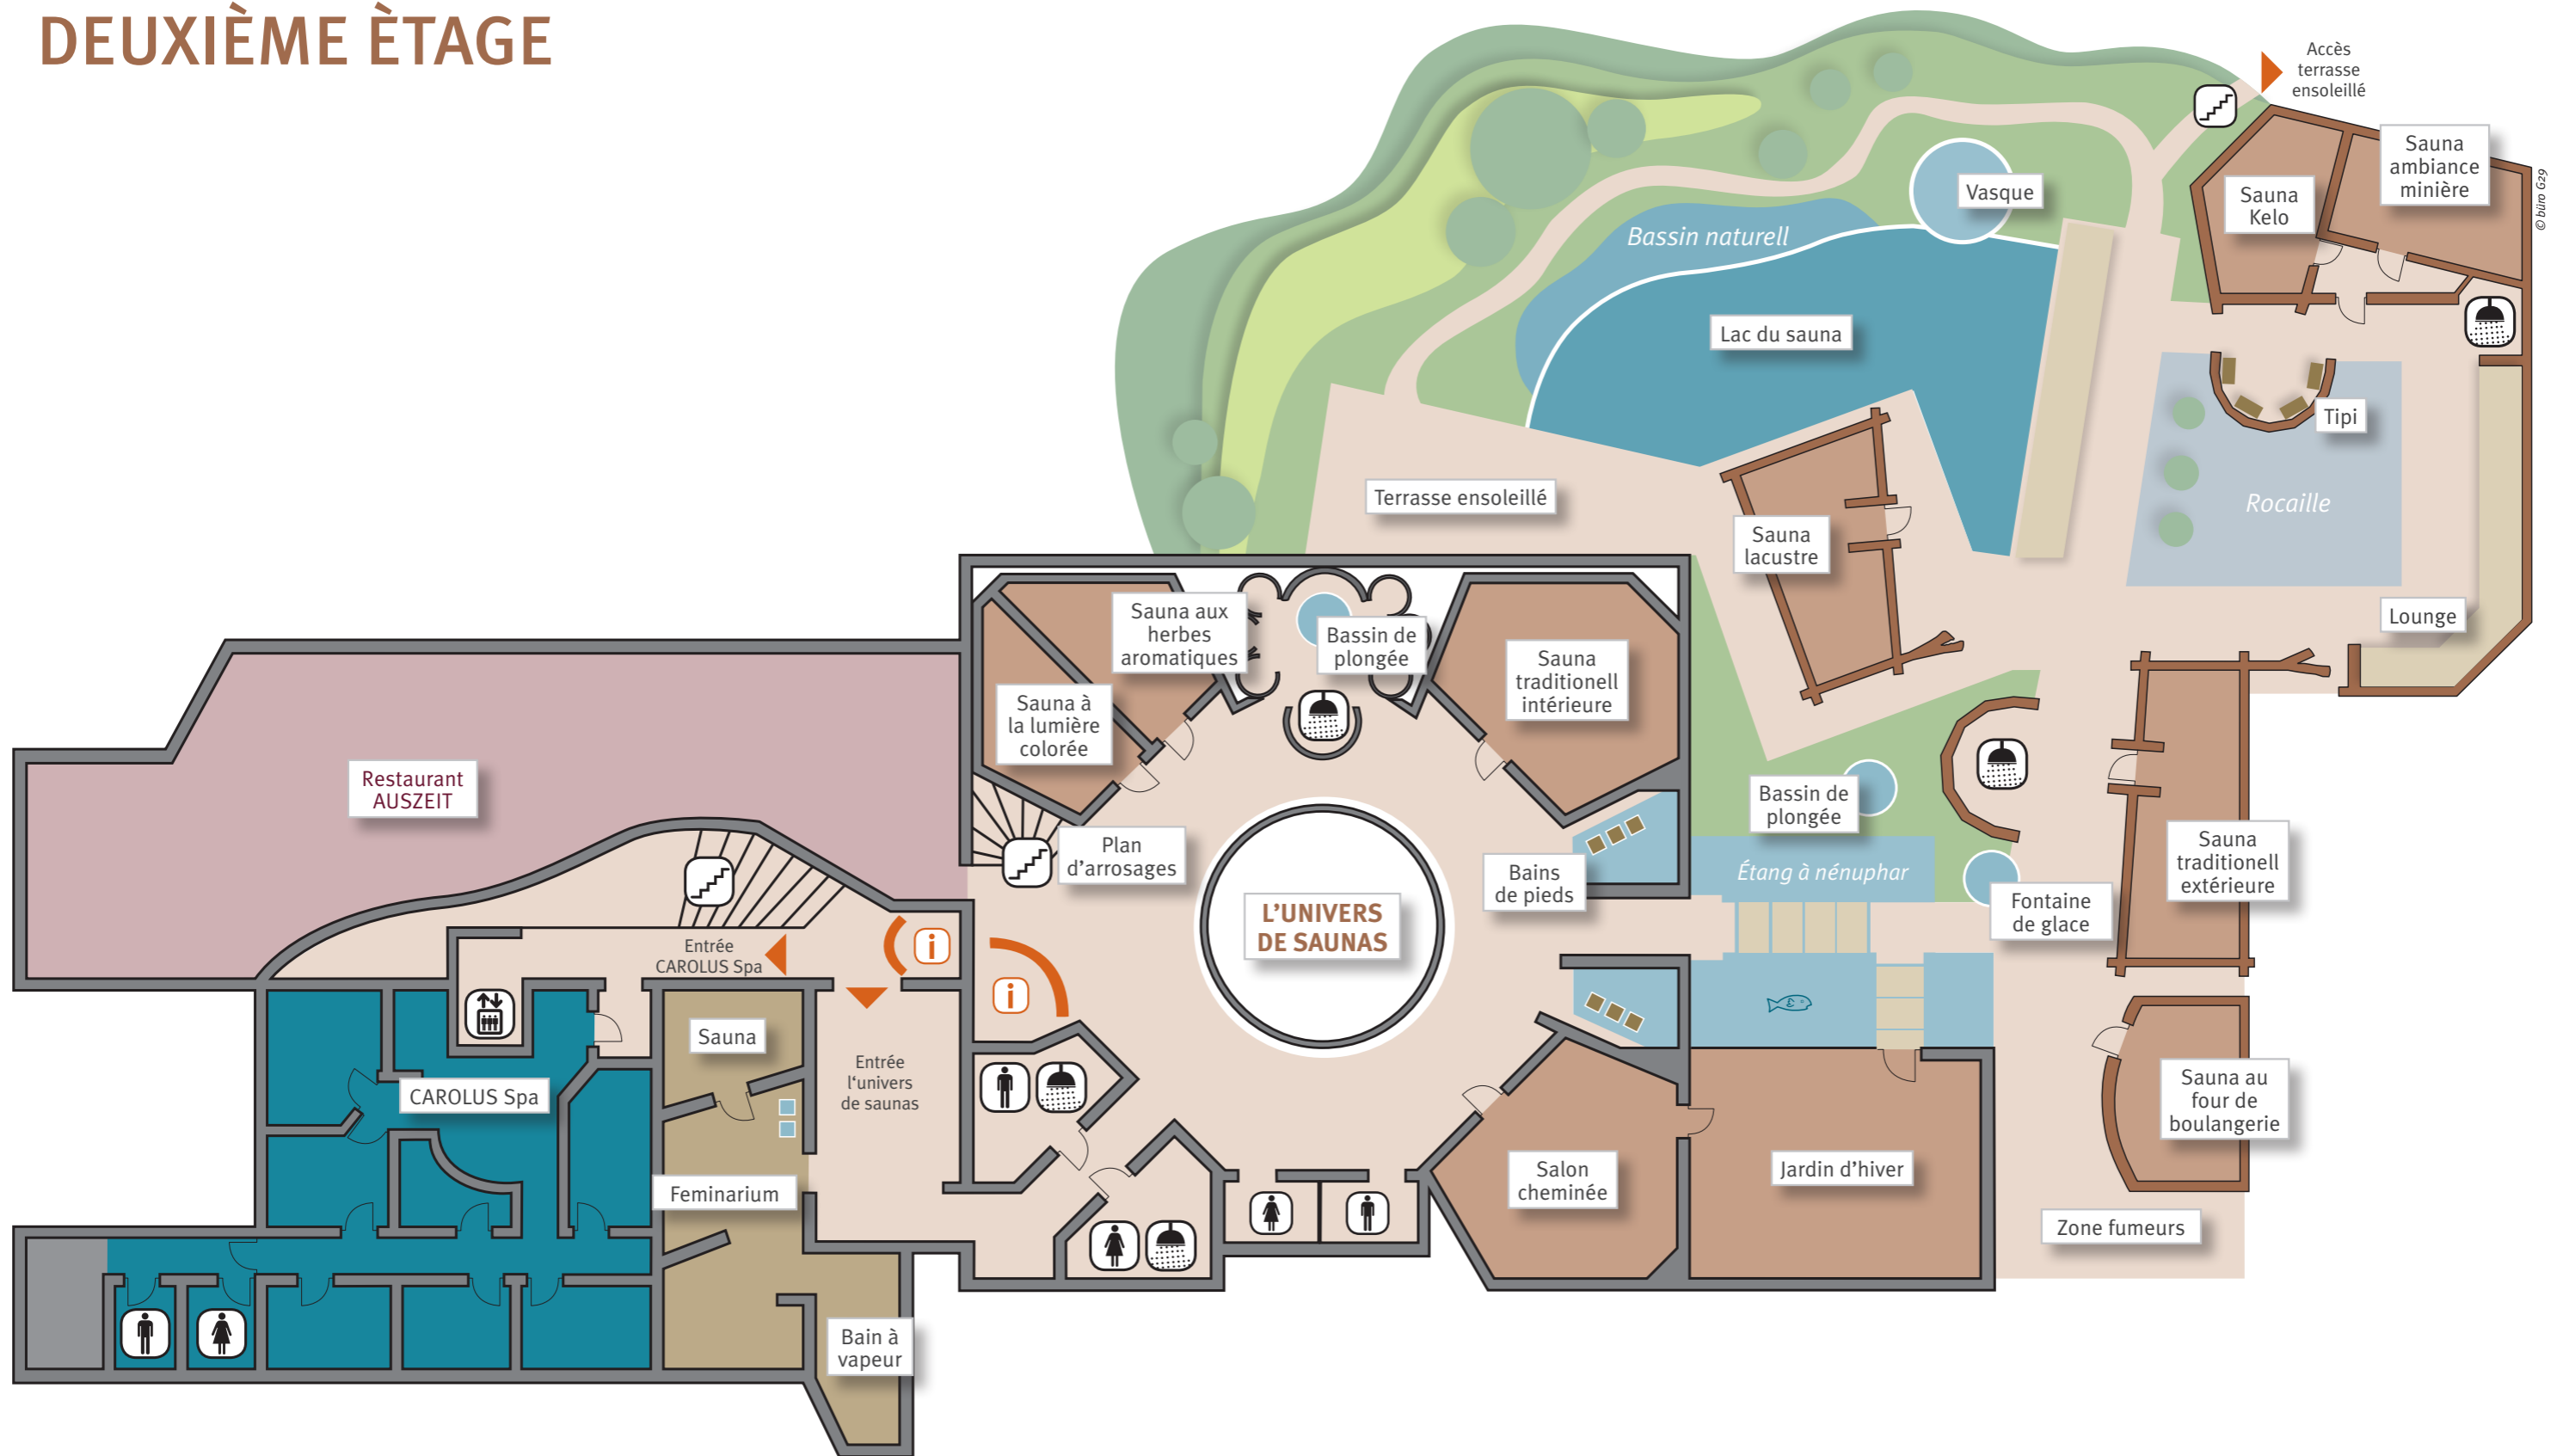 DEUXIÈME ÈTAGE
Accès
terrasse
ensoleillé
Sauna
ambiance
minière
© büro G29
Sauna
Kelo
Vasque
Bassin naturell
Lac du sauna
Tipi
Rocaille
Terrasse ensoleillé
Sauna
lacustre
Lounge
Sauna aux
herbes
aromatiques
Bassin de
plongée
Sauna
traditionell
intérieure
Sauna à
la lumière
colorée
Restaurant
AUSZEIT
Bassin de
plongée
Plan
d'arrosages
Bains
de pieds
Étang à nénuphar
Sauna
traditionell
extérieure
L'UNIVERS
DE SAUNAS
Fontaine
de glace
Entrée
CAROLUS Spa
i
i
Sauna
Entrée
l'univers
de saunas
CAROLUS Spa
Sauna au
four de
boulangerie
Feminarium
Salon
cheminée
Jardin d'hiver
Zone fumeurs
Bain à
vapeur